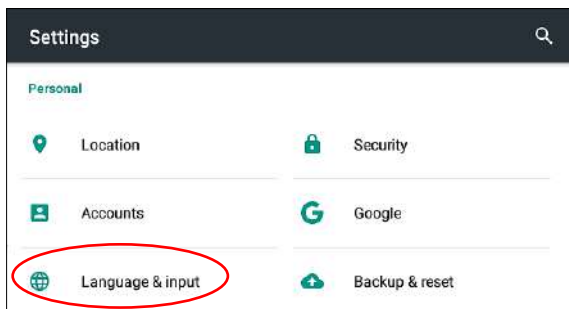 Settings
Personal
Location
Security
Accounts
Google
Language & input
Backup & reset